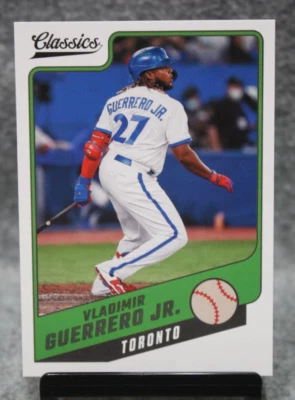 Classics
GUERRERO JR.
27
VLADIMIR
GUERRERO JR.
TORONTO